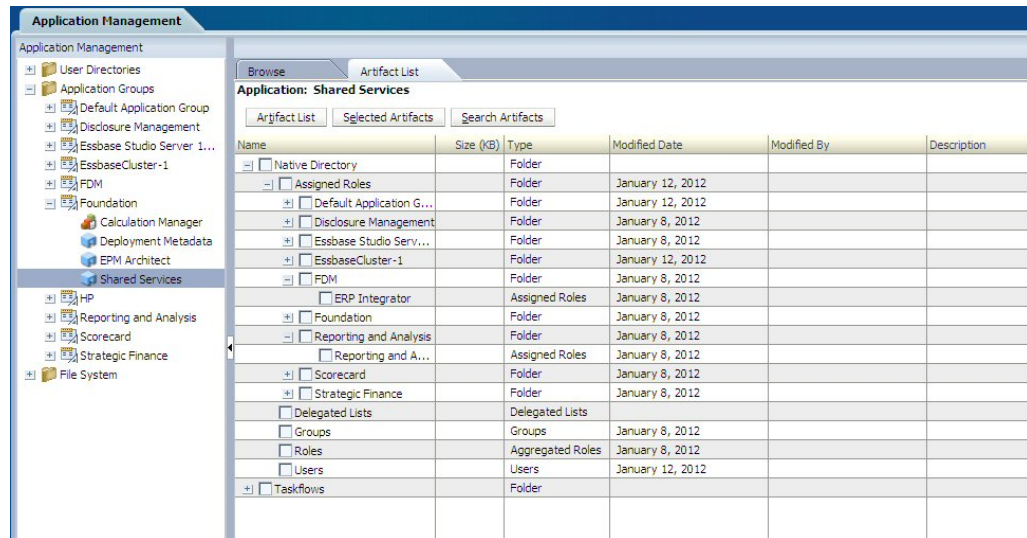 Application Management
Application Management
User Directories
Application Groups
Default Application Group
Disclosure Management
Essbase Studio Server 1...
EssbaseCluster-1
FDM
Foundation
Calculation Manager
Deployment Metadata
EPM Architect
Shared Services
HP
Reporting and Analysis
Scorecard
Strategic Finance
File System
Browse Artifact List
Application: Shared Services
Artifact List Selected Artifacts Search Artifacts
Name Size (KB) Type Modified Date Modified By Description
Native Directory Folder
Assigned Roles Folder January 12, 2012
Default Application G... Folder January 12, 2012
Disclosure Management Folder January 8, 2012
Essbase Studio Serv... Folder January 8, 2012
EssbaseCluster-1 Folder January 12, 2012
FDM Folder January 8, 2012
ERP Integrator Assigned Roles January 8, 2012
Foundation Folder January 8, 2012
Reporting and Analysis Folder January 8, 2012
Reporting and A... Assigned Roles January 8, 2012
Scorecard Folder January 8, 2012
Strategic Finance Folder January 8, 2012
Delegated Lists Delegated Lists
Groups Groups January 8, 2012
Roles Aggregated Roles January 8, 2012
Users Users January 12, 2012
Taskflows Folder